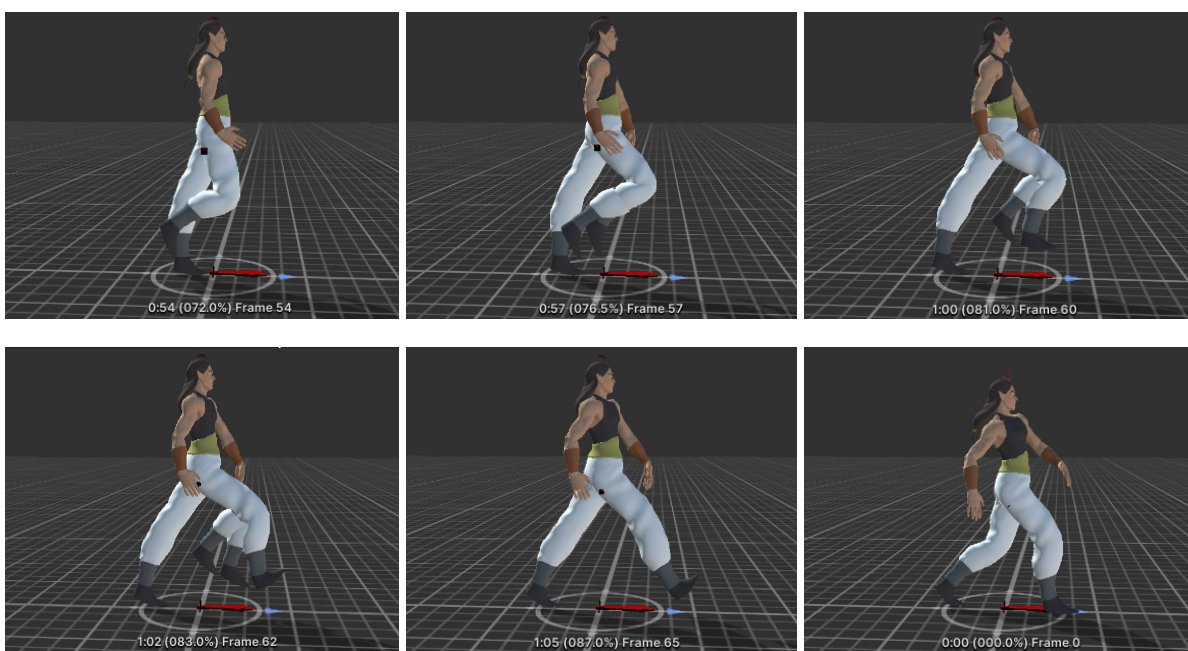 0:54 (072.0%) Frame 54
0:57 (076.5%) Frame 57
1:00 (081.0%) Frame 60
1:02 (083.0%) Frame 62
1:05 (087.0%) Frame 65
0:00 (000.0%) Frame 0